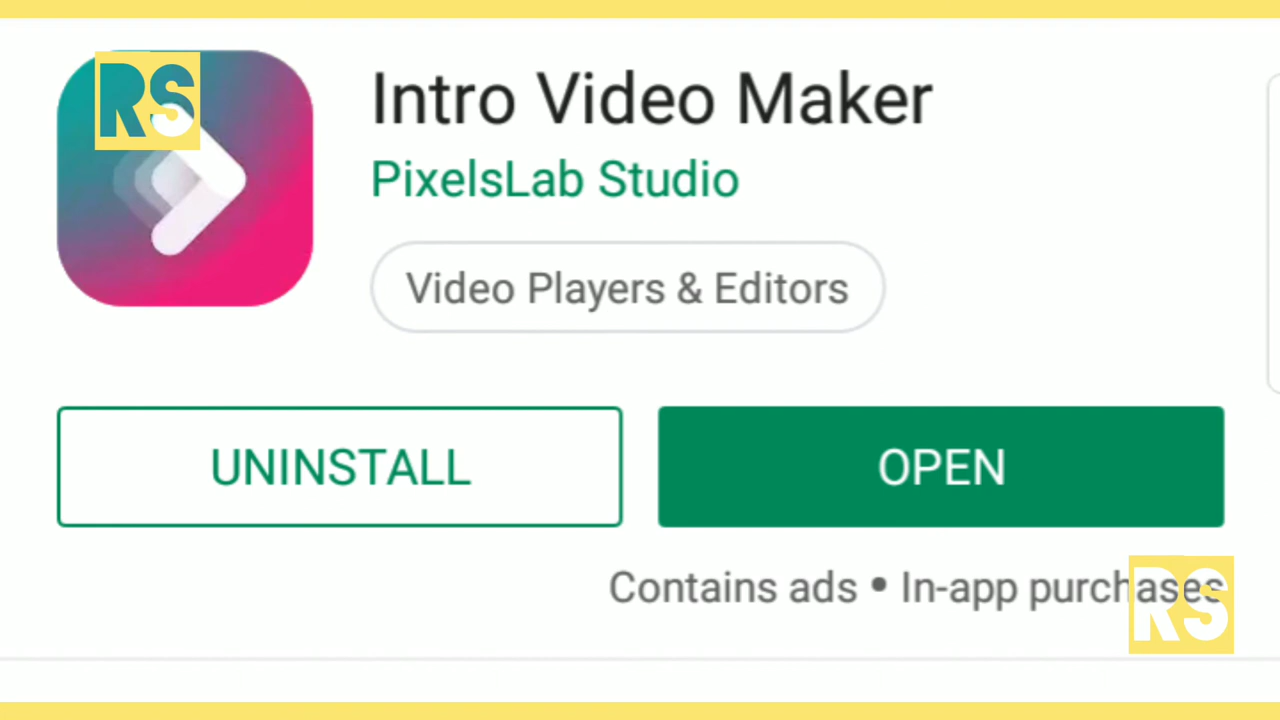 RS
Intro Video Maker
PixelsLab Studio
Video Players & Editors
UNINSTALL
OPEN
Contains ads • In-app purchases
RS